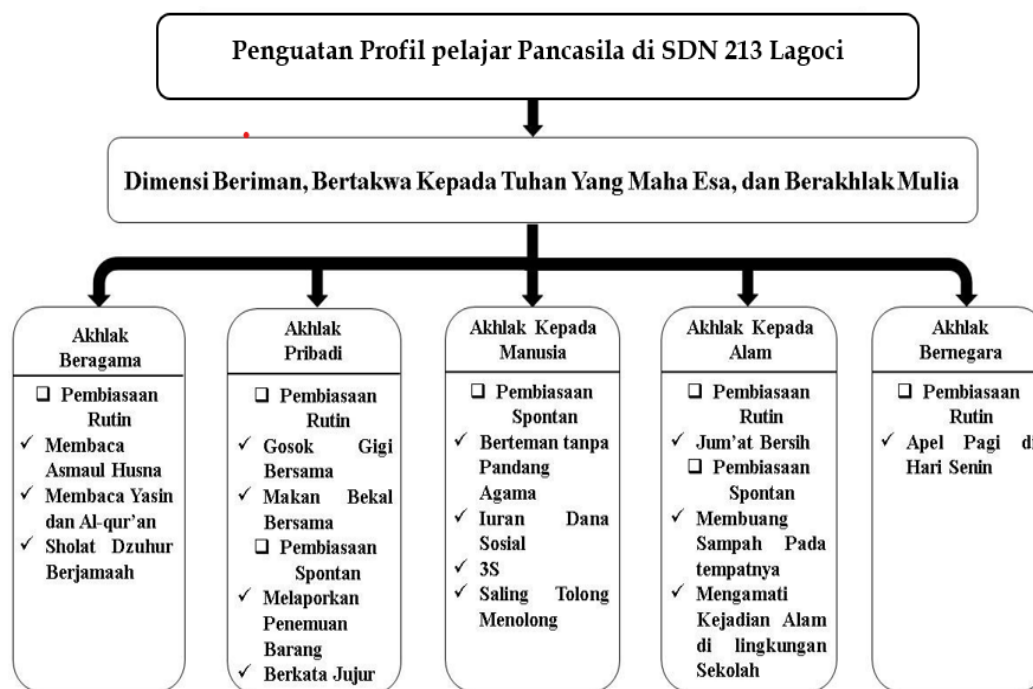 Penguatan Profil pelajar Pancasila di SDN 213 Lagoci
Dimensi Beriman, Bertakwa Kepada Tuhan Yang Maha Esa, dan Berakhlak Mulia
Akhlak
Beragama
Pembiasaan
Rutin
Membaca
Asmaul Husna
Membaca Yasin
dan Al-qur'an
Sholat Dzuhur
Berjamaah
Akhlak
Pribadi
Pembiasaan
Rutin
Gosok Gigi
Bersama
Makan Bekal
Bersama
Pembiasaan
Spontan
Melaporkan
Penemuan
Barang
Berkata Jujur
Akhlak Kepada
Manusia
Pembiasaan
Spontan
Berteman tanpa
Pandang
Agama
Iuran Dana
Sosial
3S
Saling Tolong
Menolong
Akhlak Kepada
Alam
Pembiasaan
Rutin
Jum'at Bersih
Pembiasaan
Spontan
Membuang
Sampah Pada
tempatnya
Mengamati
Kejadian Alam
di lingkungan
Sekolah
Akhlak
Bernegara
Pembiasaan
Rutin
Apel Pagi di
Hari Senin